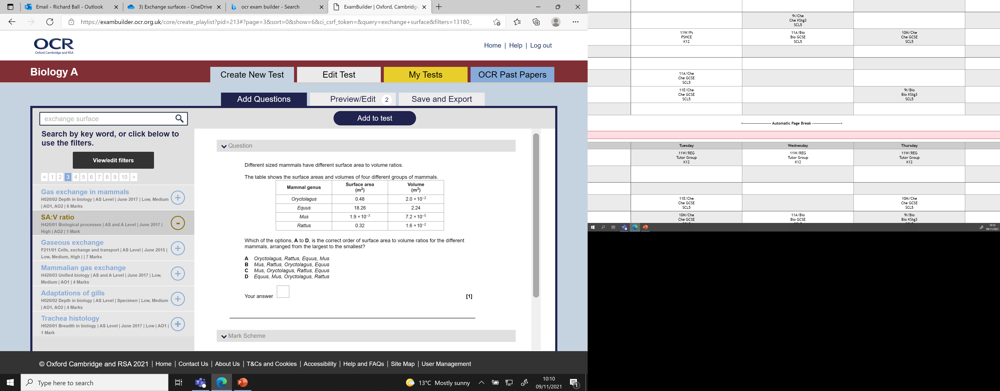 Email - Richard Ball - Outlook
3) Exchange surfaces - OneDrive
ocr exam builder - Search
ExamBuilder | Oxford, Cambridg
https://exambuilder.ocr.org.uk/core/create_playlist?pid=213#?page=3&sort=0&show=6&ci_csrf_token=&query=exchange+surface&filters=13180_
OCR
Oxford Cambridge and RSA
Home | Help | Log out
Biology A
Create New Test
Edit Test
My Tests
OCR Past Papers
Add Questions
Preview/Edit 2
Save and Export
exchange surface
Add to test
Search by key word, or click below to
use the filters.
View/edit filters
< 1 2 3 4 5 6 7 8 9 10 >
Gas exchange in mammals
H020/02 Depth in biology | AS Level | June 2017 | Low, Medium
| AO1, AO2 | 6 Marks
SA:V ratio
H420/01 Biological processes | AS and A Level | June 2017 |
High | AO2 | 1 Mark
Gaseous exchange
F211/01 Cells, exchange and transport | AS Level | June 2015 |
Low, Medium, High | | 7 Marks
Mammalian gas exchange
H420/03 Unified biology | AS and A Level | June 2017 | Low,
Medium | AO1 | 4 Marks
Adaptations of gills
H020/02 Depth in biology | AS Level | Specimen | Low, Medium
| AO1, AO2 | 4 Marks
Trachea histology
H020/01 Breadth in biology | AS Level | June 2017 | Low | AO1 |
1 Mark
Question
Different sized mammals have different surface area to volume ratios.
The table shows the surface areas and volumes of four different groups of mammals.
Mammal genus Surface area (m²) Volume (m³)
Oryctolagus 0.48 2.0 × 10⁻²
Equus 18.26 2.24
Mus 1.9 × 10⁻³ 7.2 × 10⁻⁵
Rattus 0.32 1.6 × 10⁻²
Which of the options, A to D, is the correct order of surface area to volume ratios for the different
mammals, arranged from the largest to the smallest?
A Oryctolagus, Rattus, Equus, Mus
B Mus, Rattus, Oryctolagus, Equus
C Mus, Oryctolagus, Rattus, Equus
D Equus, Mus, Oryctolagus, Rattus
Your answer
[1]
Mark Scheme
© Oxford Cambridge and RSA 2021 | Home | Contact Us | About Us | T&Cs and Cookies | Accessibility | Help and FAQs | Site Map | User Management
Type here to search
13°C Mostly sunny
10:10
09/11/2021
1
9i/Che
Che KStg3
SCL5
11W/Ps
PSHCE
K12
11A/Bio
Bio GCSE
SCL5
10M/Che
Che GCSE
SCL5
11A/Che
Che GCSE
SCL5
11E/Che
Che GCSE
SCL5
9i/Bio
Bio KStg3
SCL5
<-------------------- Automatic Page Break -------------------->
Tuesday Wednesday Thursday
11W/REG
Tutor Group
K12
11W/REG
Tutor Group
K12
11W/REG
Tutor Group
K12
11E/Che
Che GCSE
SCL5
10M/Che
Che GCSE
SCL5
10M/Che
Che GCSE
11A/Bio
Bio GCSE
9i/Bio
Bio KStg3
10:10
09/11/2021